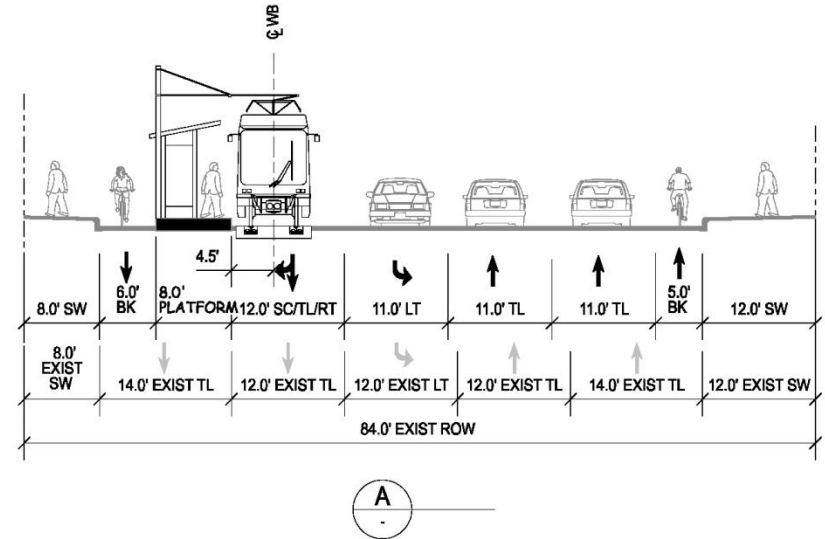 ℄ WB
4.5'
8.0' SW
6.0'
BK
8.0'
PLATFORM
12.0' SC/TL/RT
11.0' LT
11.0' TL
11.0' TL
5.0'
BK
12.0' SW
8.0'
EXIST
SW
14.0' EXIST TL
12.0' EXIST TL
12.0' EXIST LT
12.0' EXIST TL
14.0' EXIST TL
12.0' EXIST SW
84.0' EXIST ROW
A
-